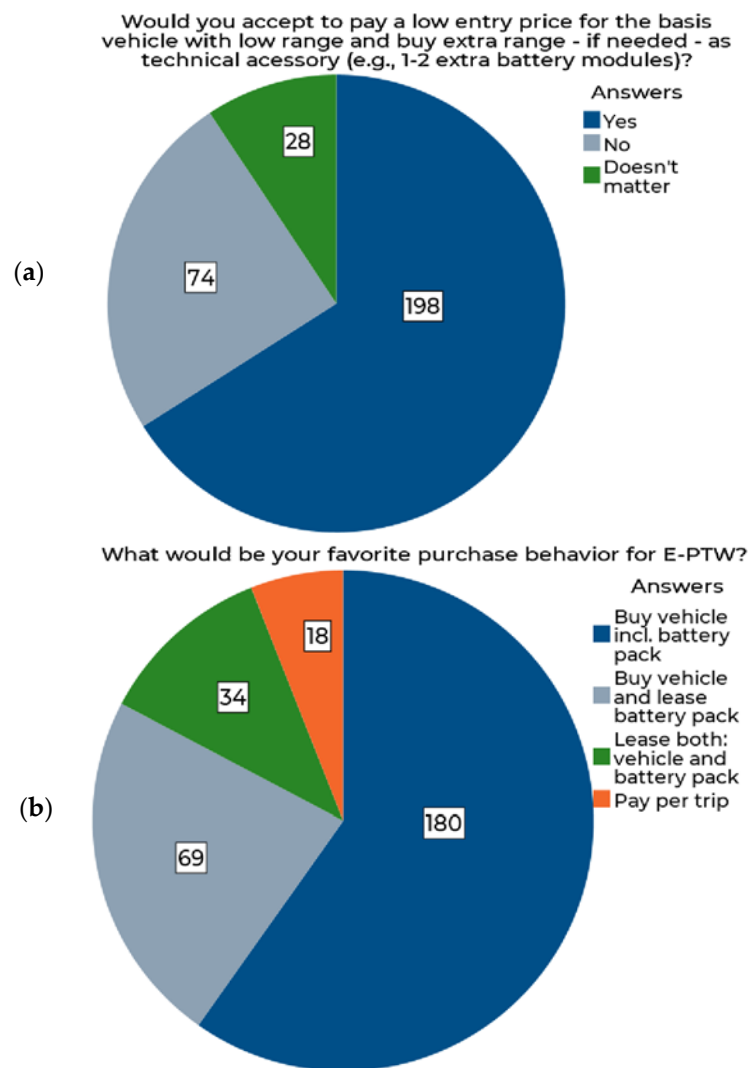 Would you accept to pay a low entry price for the basis
vehicle with low range and buy extra range - if needed - as
technical acessory (e.g., 1-2 extra battery modules)?
Answers
Yes
No
Doesn't
matter
28
(a)
74
198
What would be your favorite purchase behavior for E-PTW?
Answers
Buy vehicle
incl. battery
pack
Buy vehicle
and lease
battery pack
Lease both:
vehicle and
battery pack
Pay per trip
18
34
(b)
180
69